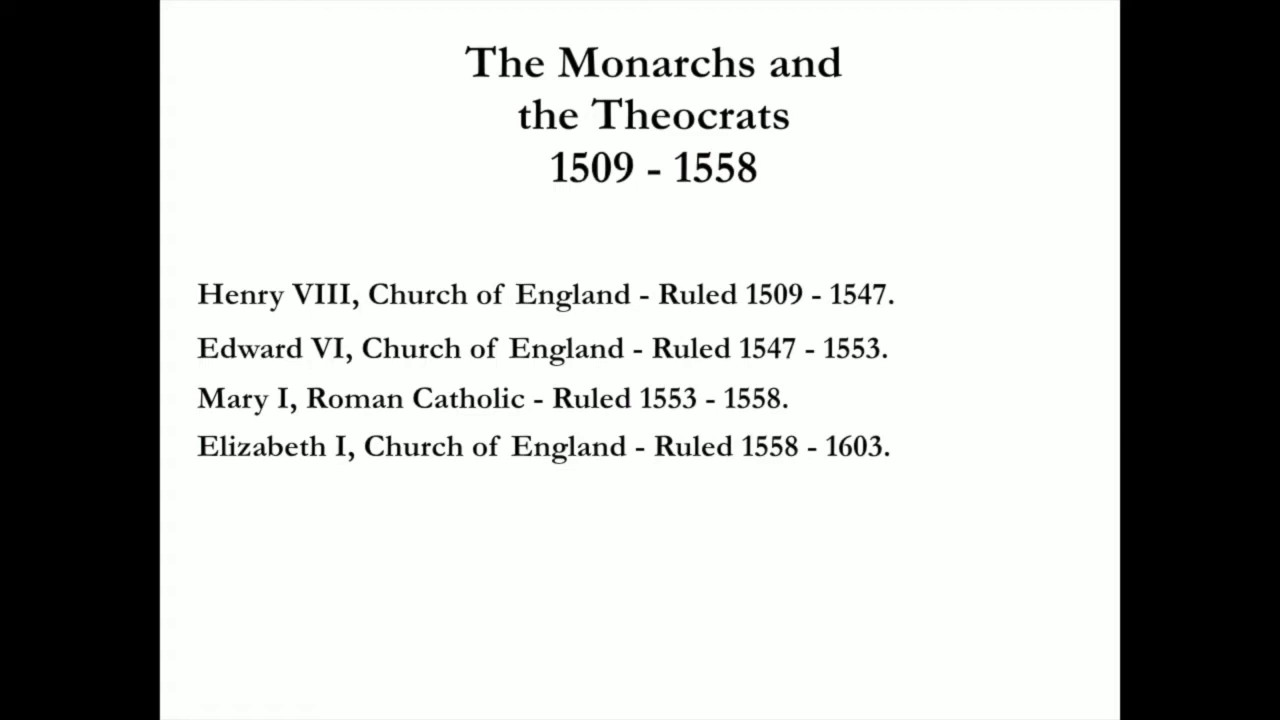 The Monarchs and
the Theocrats
1509 - 1558
Henry VIII, Church of England - Ruled 1509 - 1547.
Edward VI, Church of England - Ruled 1547 - 1553.
Mary I, Roman Catholic - Ruled 1553 - 1558.
Elizabeth I, Church of England - Ruled 1558 - 1603.